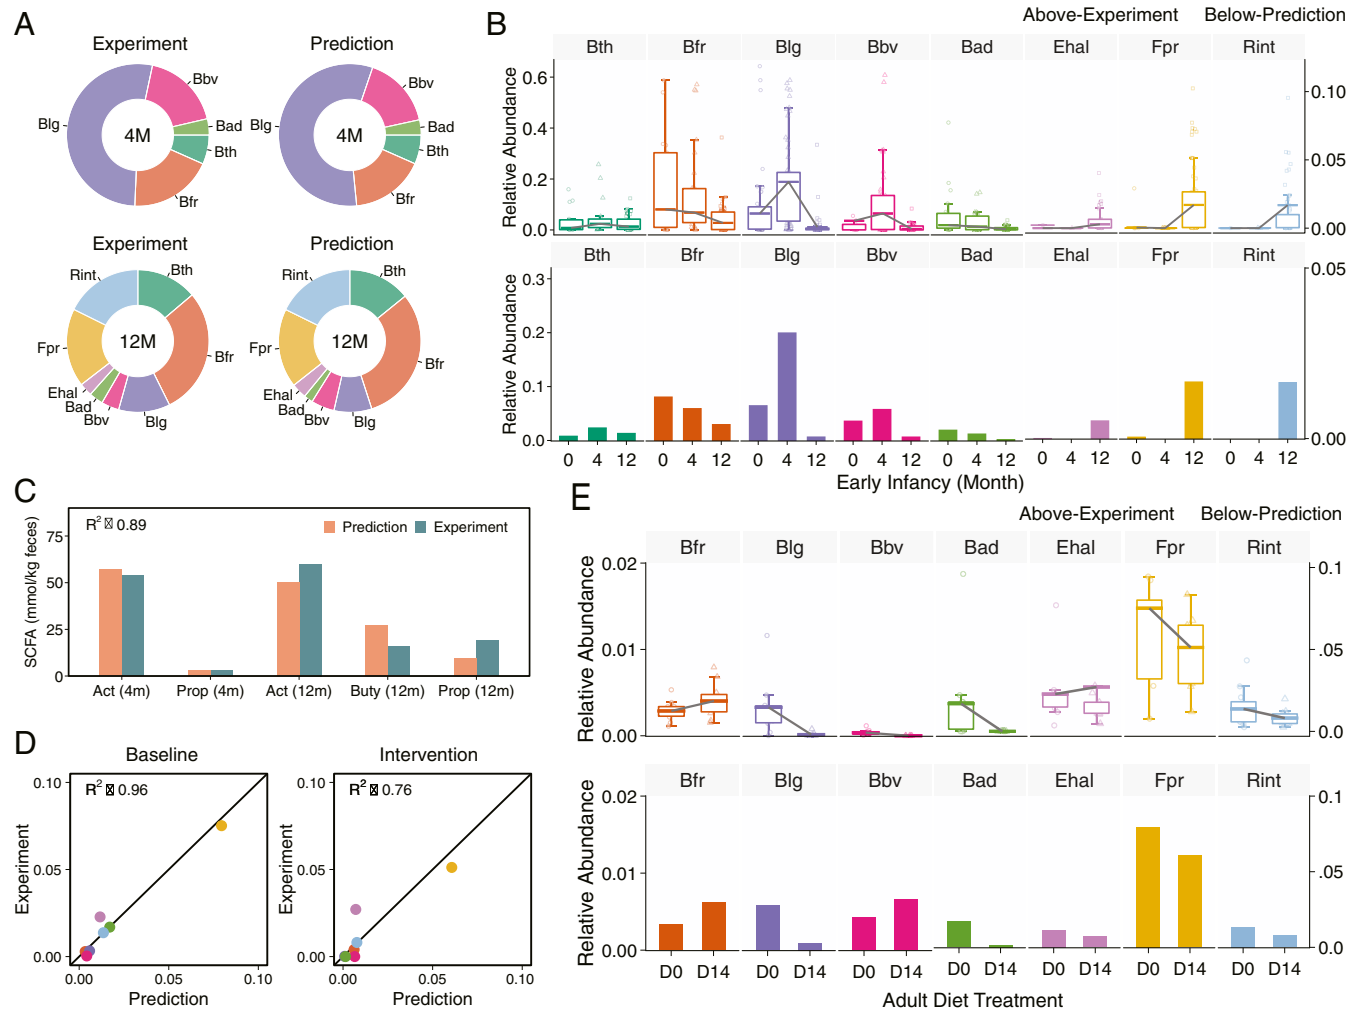 A
Experiment
Prediction
4M
Blg
Bbv
Bad
Bth
Bfr
4M
Blg
Bbv
Bad
Bth
Bfr
Experiment
Prediction
12M
Rint
Bth
Fpr
Bfr
Ehal
Bad
Bbv
Blg
12M
Rint
Bth
Fpr
Bfr
Ehal
Bad
Bbv
Blg
B
Above-Experiment
Below-Prediction
Bth
Bfr
Blg
Bbv
Bad
Ehal
Fpr
Rint
Relative Abundance
0.6
0.4
0.2
0.0
0.10
0.05
0.00
Bth
Bfr
Blg
Bbv
Bad
Ehal
Fpr
Rint
Relative Abundance
0.3
0.2
0.1
0.0
0.05
0.00
0 4 12
0 4 12
0 4 12
0 4 12
0 4 12
0 4 12
0 4 12
0 4 12
Early Infancy (Month)
C
SCFA (mmol/kg feces)
75
50
25
0
R² 0.89
Prediction
Experiment
Act (4m)
Prop (4m)
Act (12m)
Buty (12m)
Prop (12m)
D
Baseline
Experiment
0.10
0.05
0.00
R² 0.96
0.00
0.05
0.10
Prediction
Intervention
Experiment
0.10
0.05
0.00
R² 0.76
0.00
0.05
0.10
Prediction
E
Above-Experiment
Below-Prediction
Bfr
Blg
Bbv
Bad
Ehal
Fpr
Rint
Relative Abundance
0.02
0.01
0.00
0.1
.05
0.0
Bfr
Blg
Bbv
Bad
Ehal
Fpr
Rint
Relative Abundance
0.02
0.01
0.00
0.1
0.05
0.0
D0 D14
D0 D14
D0 D14
D0 D14
D0 D14
D0 D14
D0 D14
Adult Diet Treatment